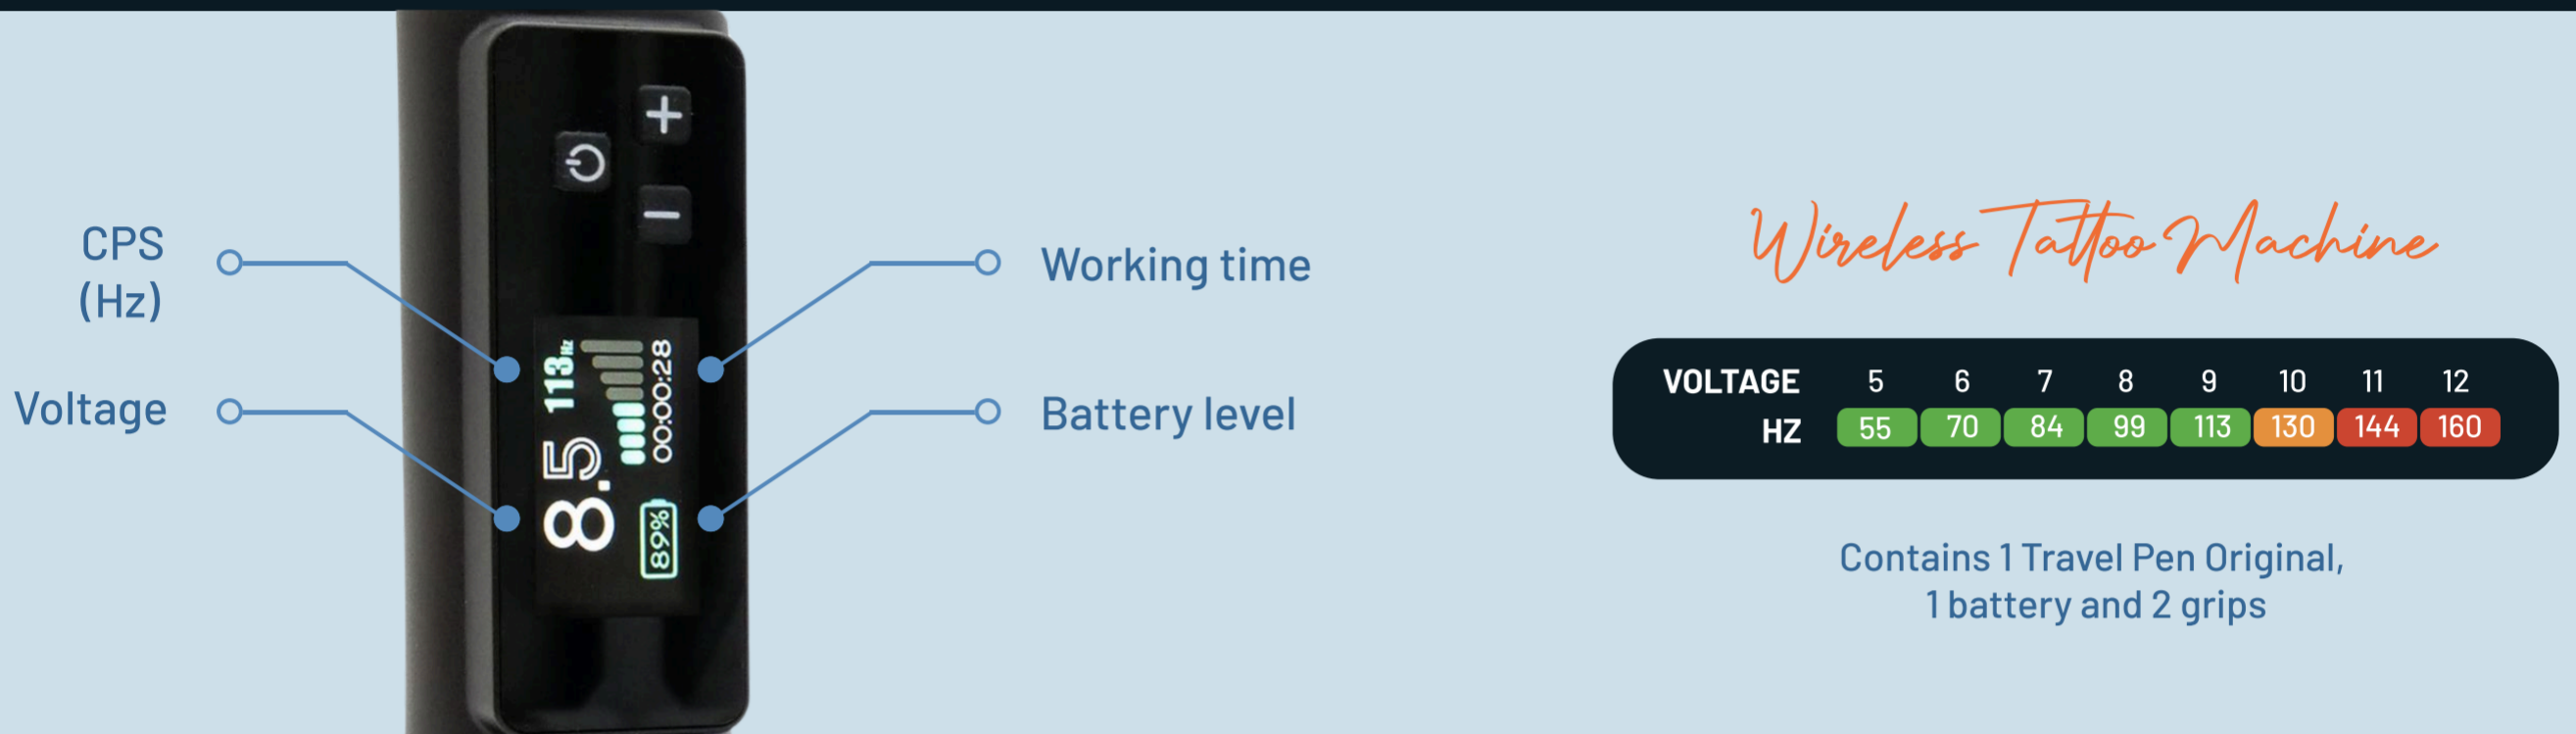 CPS
(Hz)
Voltage
113Hz
8.5
00:00:28
89%
Working time
Battery level
Wireless Tattoo Machine
VOLTAGE 5 6 7 8 9 10 11 12
HZ 55 70 84 99 113 130 144 160
Contains 1 Travel Pen Original,
1 battery and 2 grips